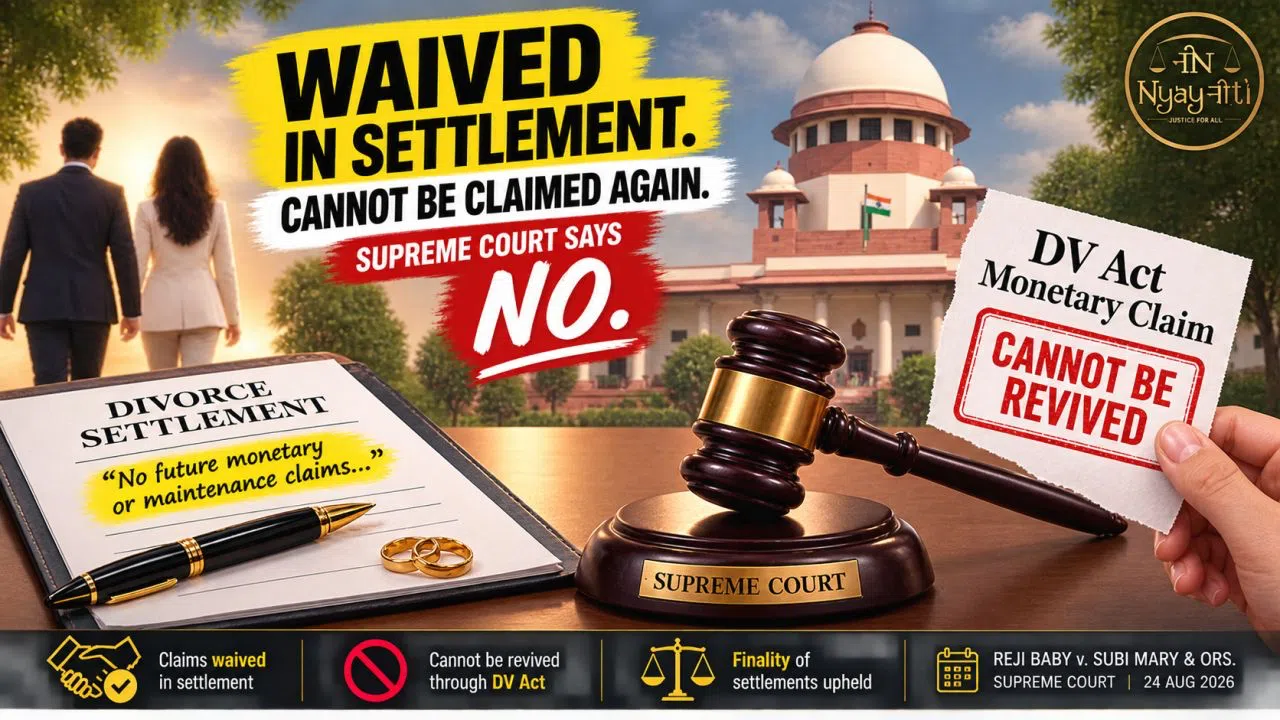 WAIVED
IN SETTLEMENT.
CANNOT BE CLAIMED AGAIN.
SUPREME COURT SAYS
NO.
नीN
Nyayनीti
JUSTICE FOR ALL
DV Act
Monetary Claim
CANNOT BE
REVIVED
DIVORCE
SETTLEMENT
“No future monetary
or maintenance claims...”
SUPREME COURT
Claims waived
in settlement
Cannot be revived
through DV Act
Finality of
settlements upheld
REJI BABY v. SUBI MARY & ORS.
SUPREME COURT | 24 AUG 2026